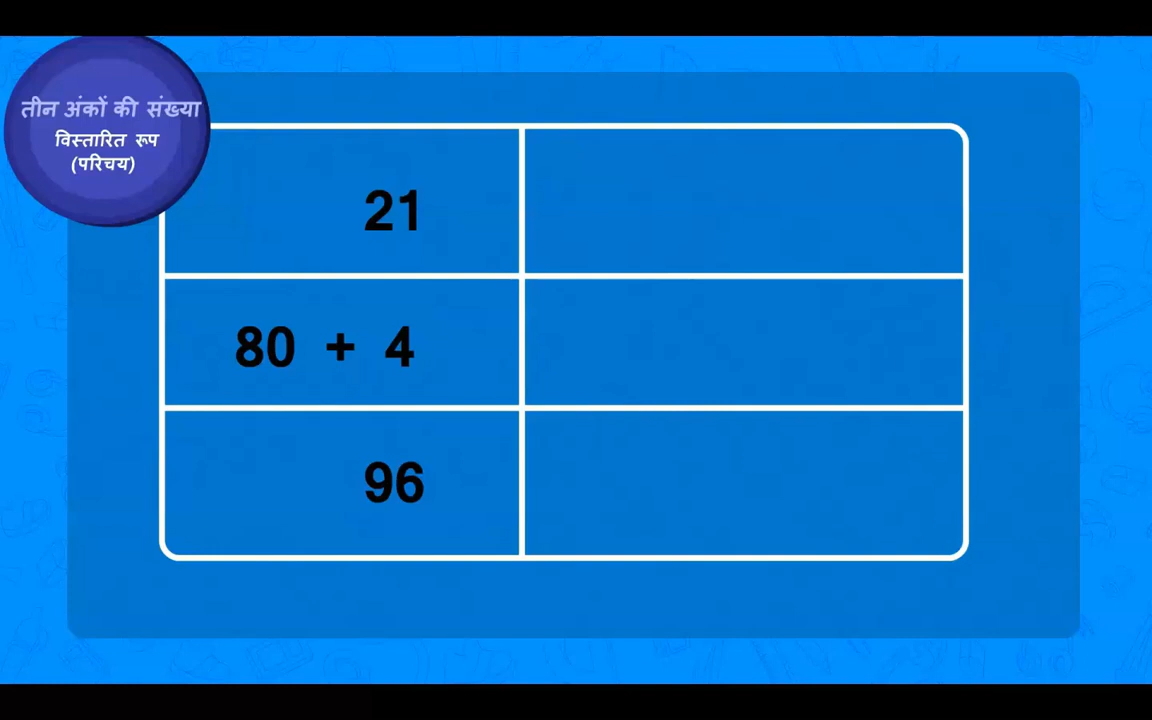 तीन अंकों की संख्या
विस्तारित रूप
(परिचय)
21
80 + 4
96